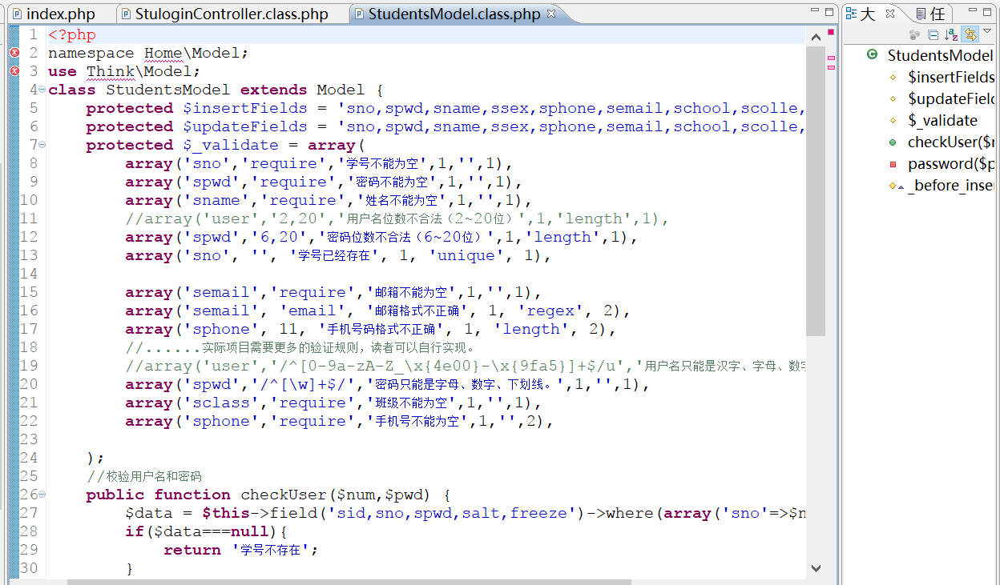 index.php StuloginController.class.php StudentsModel.class.php
大 任
1 <?php
2 namespace Home\Model;
3 use Think\Model;
4 class StudentsModel extends Model {
5 protected $insertFields = 'sno,spwd,sname,ssex,sphone,semail,school,scolle,
6 protected $updateFields = 'sno,spwd,sname,ssex,sphone,semail,school,scolle,
7 protected $_validate = array(
8 array('sno','require','学号不能为空',1,'',1),
9 array('spwd','require','密码不能为空',1,'',1),
10 array('sname','require','姓名不能为空',1,'',1),
11 //array('user','2,20','用户名位数不合法（2~20位）',1,'length',1),
12 array('spwd','6,20','密码位数不合法（6~20位）',1,'length',1),
13 array('sno', '', '学号已经存在', 1, 'unique', 1),
14
15 array('semail','require','邮箱不能为空',1,'',1),
16 array('semail', 'email', '邮箱格式不正确', 1, 'regex', 2),
17 array('sphone', 11, '手机号码格式不正确', 1, 'length', 2),
18 //......实际项目需要更多的验证规则，读者可以自行实现。
19 //array('user','/^[0-9a-zA-Z_\x{4e00}-\x{9fa5}]+$/u','用户名只能是汉字、字母、数字
20 array('spwd','/^[\w]+$/','密码只能是字母、数字、下划线。',1,'',1),
21 array('sclass','require','班级不能为空',1,'',1),
22 array('sphone','require','手机号不能为空',1,'',2),
23
24 );
25 //校验用户名和密码
26 public function checkUser($num,$pwd) {
27 $data = $this->field('sid,sno,spwd,salt,freeze')->where(array('sno'=>$n
28 if($data===null){
29 return '学号不存在';
30 }
StudentsModel
$insertFields
$updateField
$_validate
checkUser($n
password($p
_before_inser